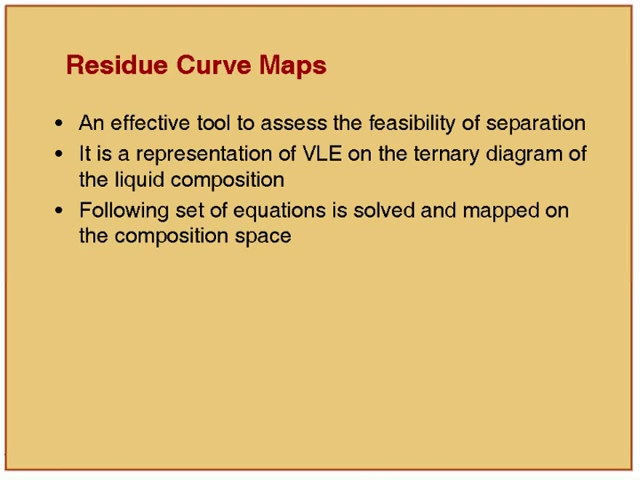 Residue Curve Maps
• An effective tool to assess the feasibility of separation
• It is a representation of VLE on the ternary diagram of
the liquid composition
• Following set of equations is solved and mapped on
the composition space